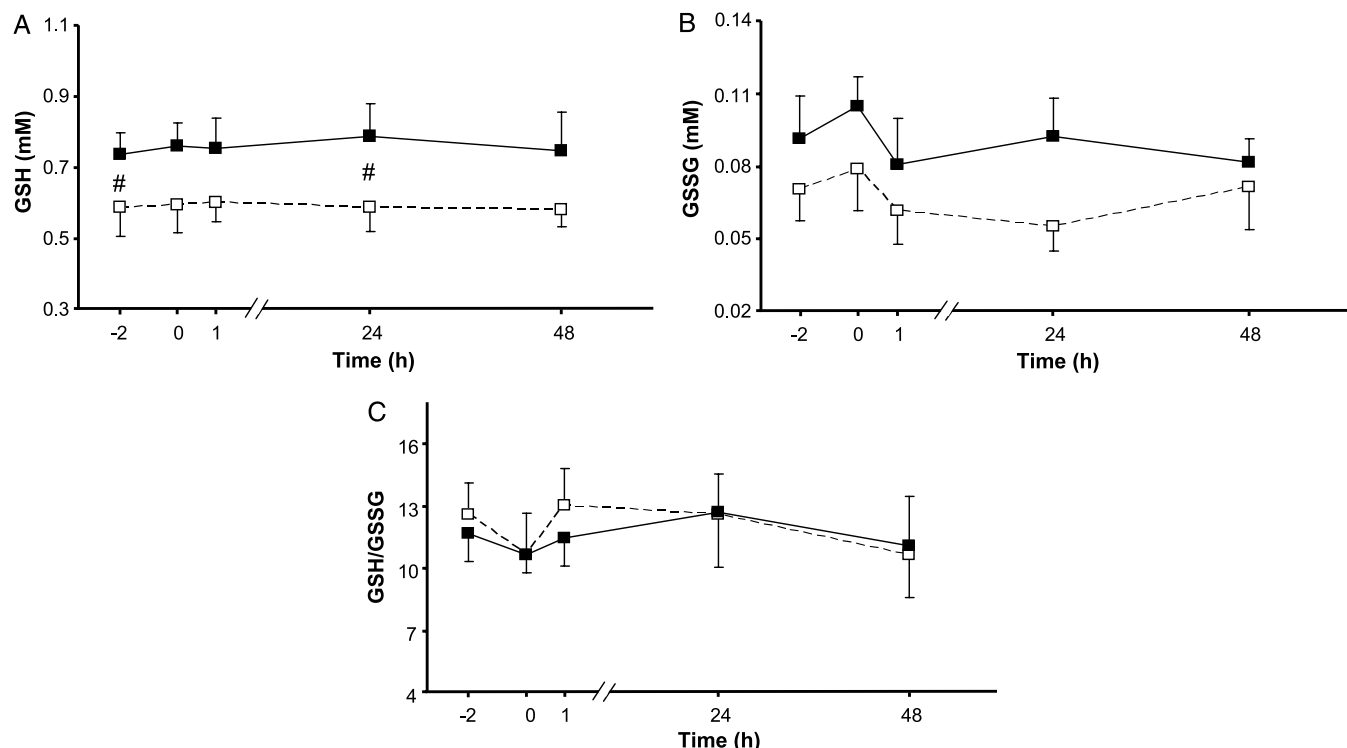 A
GSH (mM)
1.1
0.9
0.7
0.5
0.3
#
#
-2 0 1 // 24 48
Time (h)
B
GSSG (mM)
0.14
0.11
0.08
0.05
0.02
-2 0 1 // 24 48
Time (h)
C
GSH/GSSG
16
13
10
7
4
-2 0 1 // 24 48
Time (h)